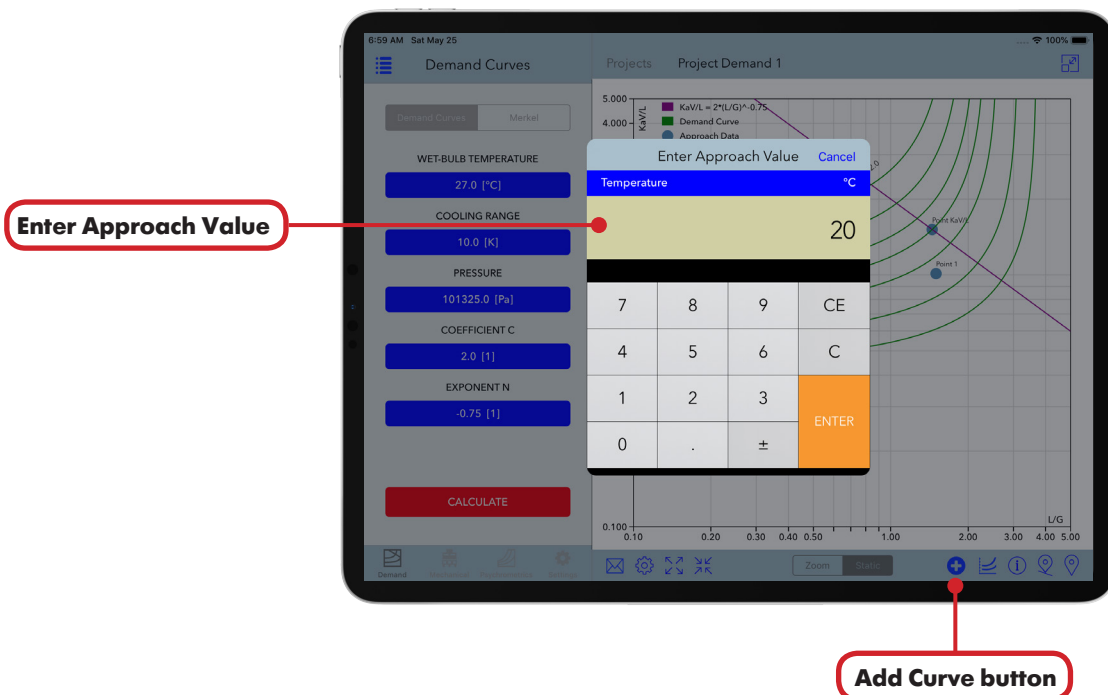 6:59 AM Sat May 25
100%
Demand Curves
Projects
Project Demand 1
Demand Curves
Merkel
5.000
4.000
KaV/L
KaV/L = 2*(L/G)^-0.75
Demand Curve
Approach Data
WET-BULB TEMPERATURE
27.0 [°C]
COOLING RANGE
10.0 [K]
PRESSURE
101325.0 [Pa]
COEFFICIENT C
2.0 [1]
EXPONENT N
-0.75 [1]
CALCULATE
Enter Approach Value
Cancel
Temperature
°C
20
7 8 9 CE
4 5 6 C
1 2 3
ENTER
0 . ±
Point KaV/L
Point 1
L/G
0.100
0.10 0.20 0.30 0.40 0.50 1.00 2.00 3.00 4.00 5.00
Demand
Zoom
Static
Enter Approach Value
Add Curve button